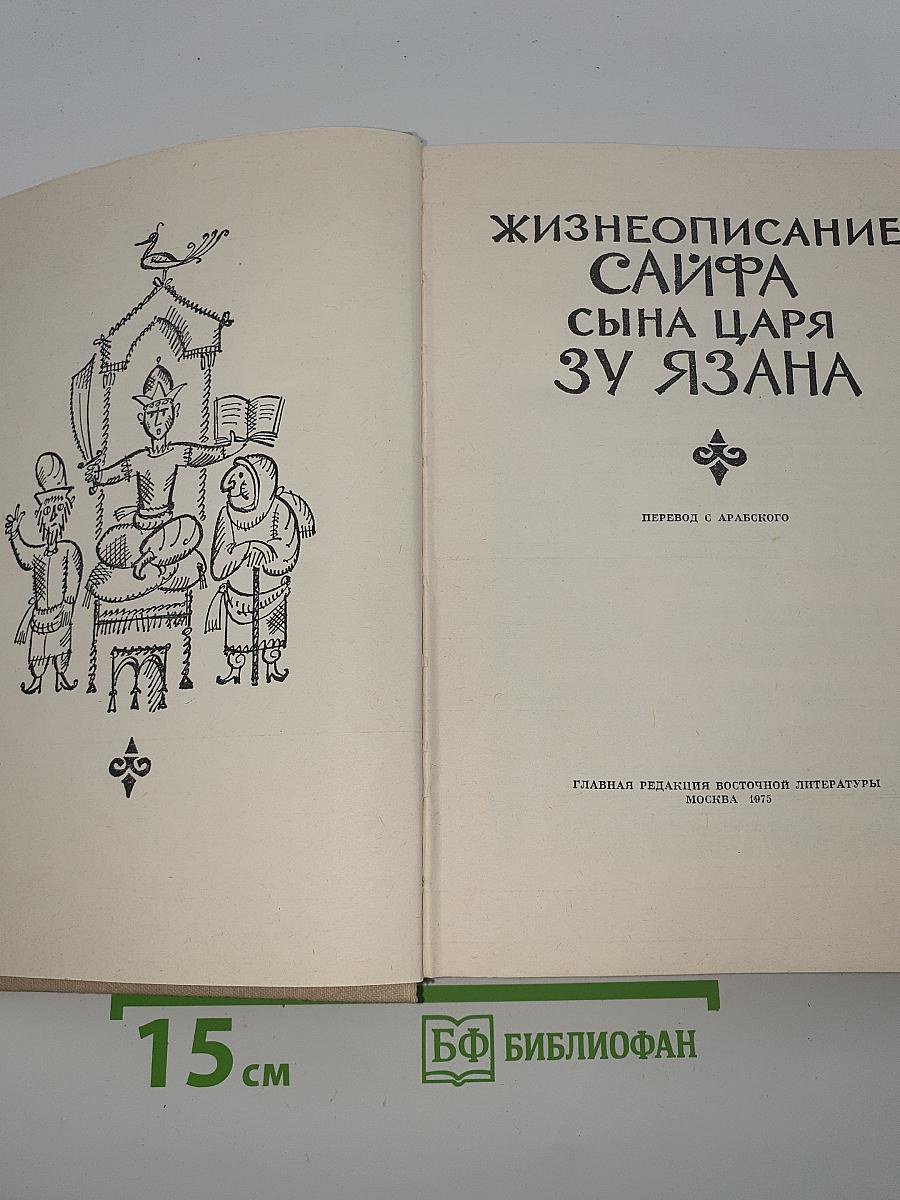 ЖИЗНЕОПИСАНИЕ
САЙФА
СЫНА ЦАРЯ
ЗУ ЯЗАНА
ПЕРЕВОД С АРАБСКОГО
ГЛАВНАЯ РЕДАКЦИЯ ВОСТОЧНОЙ ЛИТЕРАТУРЫ
МОСКВА 1975
15 см
БФ БИБЛИОФАН